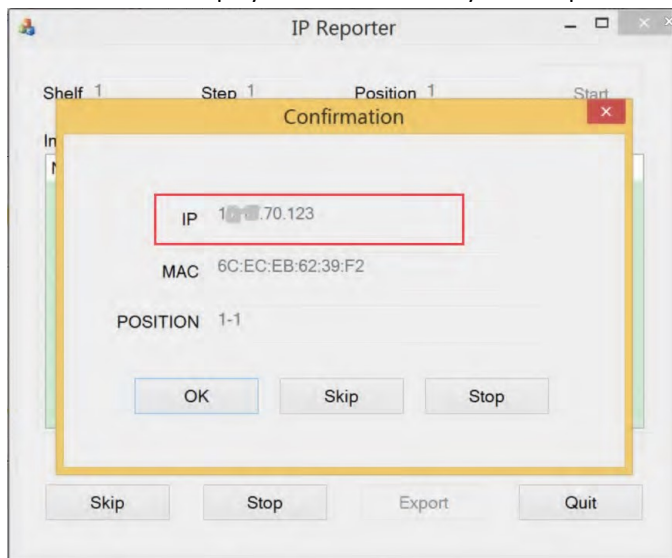 IP Reporter
Shelf 1 Step 1 Position 1 Start
Confirmation
IP .70.123
MAC 6C:EC:EB:62:39:F2
POSITION 1-1
OK Skip Stop
Skip Stop Export Quit